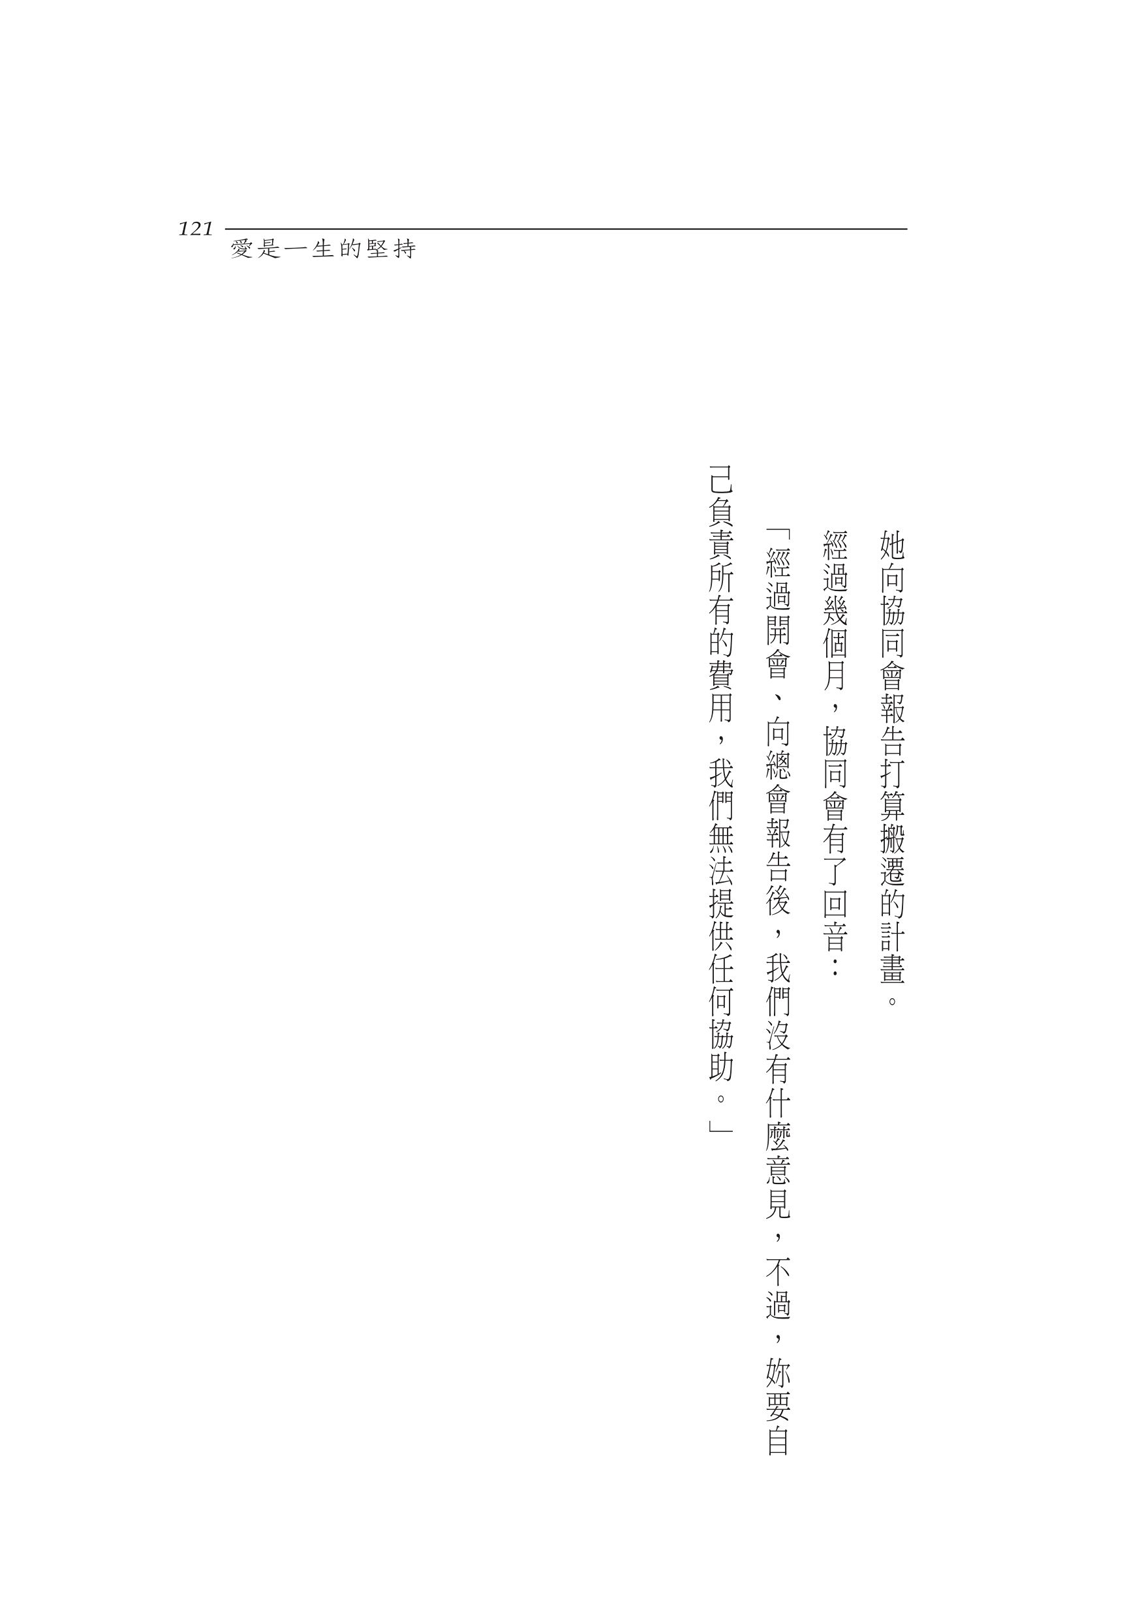 121
愛是一生的堅持
她向協同會報告打算搬遷的計畫。
經過幾個月，協同會有了回音：
「經過開會、向總會報告後，我們沒有什麼意見，不過，妳要自
己負責所有的費用，我們無法提供任何協助。」